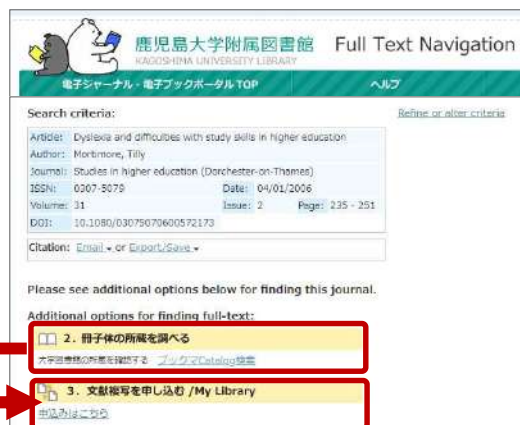 鹿児島大学附属図書館 Full Text Navigation
KAGOSHIMA UNIVERSITY LIBRARY
電子ジャーナル・電子ブックポータル TOP ヘルプ
Search criteria: Refine or alter criteria
Article: Dyslexia and difficulties with study skills in higher education
Author: Mortimore, Tilly
Journal: Studies in higher education (Dorchester-on-Thames)
ISSN: 0307-5079 Date: 04/01/2006
Volume: 31 Issue: 2 Page: 235 - 251
DOI: 10.1080/03075070600572173
Citation: Email or Export/Save
Please see additional options below for finding this journal.
Additional options for finding full-text:
2. 冊子体の所蔵を調べる
大学図書館の所蔵を確認する ブックマCatalog検索
3. 文献複写を申し込む /My Library
申込みはこちら